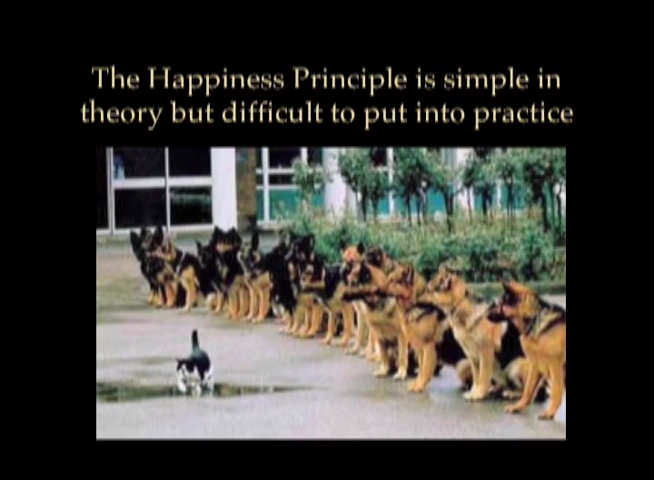 The Happiness Principle is simple in
theory but difficult to put into practice